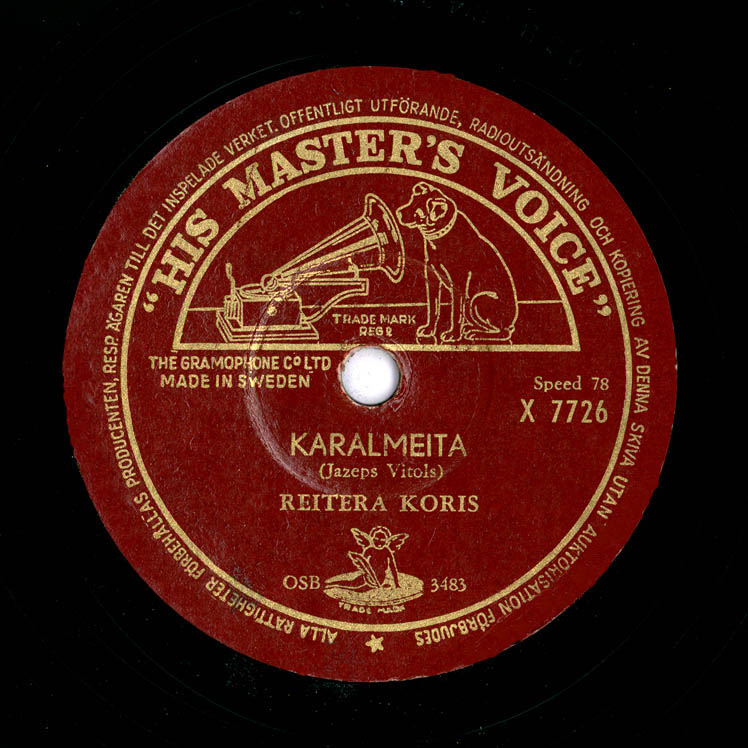 ALLA RÄTTIGHETER FÖRBEHÅLLAS PRODUCENTEN, RESP. ÄGAREN TILL DET INSPELADE VERKET. OFFENTLIGT UTFÖRANDE, RADIOUTSÄNDNING OCH KOPIERING AV DENNA SKIVA UTAN AUKTORISATION FÖRBJUDES
"HIS MASTER'S VOICE"
TRADE MARK
REGD
THE GRAMOPHONE CO LTD
MADE IN SWEDEN
Speed 78
X 7726
KARALMEITA
(Jazeps Vitols)
REITERA KORIS
OSB 3483
TRADE MARK